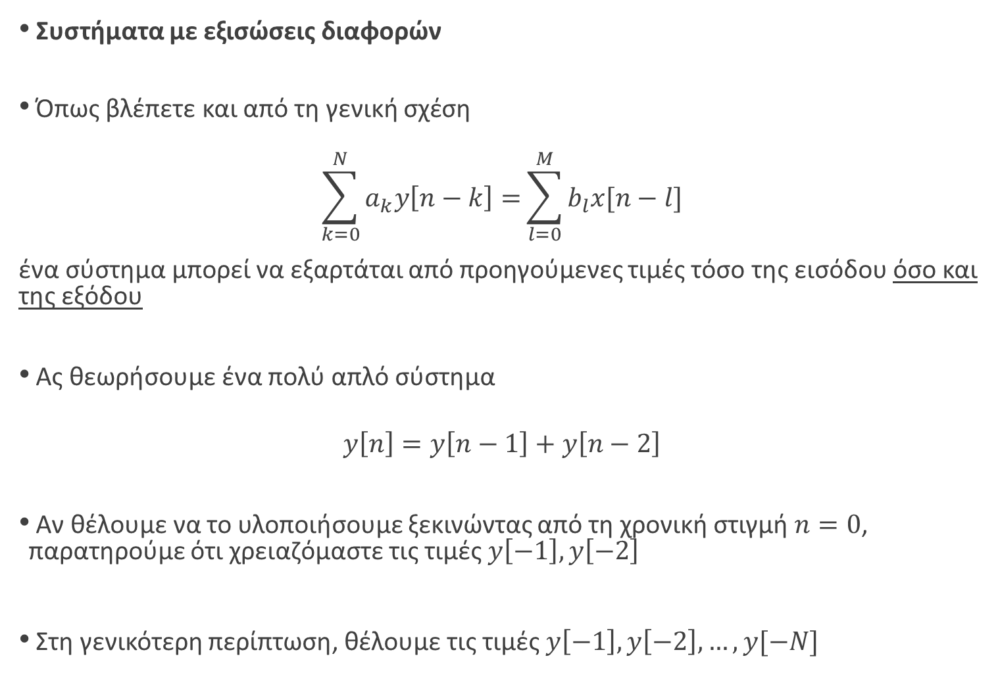 • Συστήματα με εξισώσεις διαφορών
• Όπως βλέπετε και από τη γενική σχέση
$$\sum_{k=0}^{N} a_k y[n-k] = \sum_{l=0}^{M} b_l x[n-l]$$
ένα σύστημα μπορεί να εξαρτάται από προηγούμενες τιμές τόσο της εισόδου όσο και
της εξόδου
• Ας θεωρήσουμε ένα πολύ απλό σύστημα
$$y[n] = y[n-1] + y[n-2]$$
• Αν θέλουμε να το υλοποιήσουμε ξεκινώντας από τη χρονική στιγμή $n = 0$,
παρατηρούμε ότι χρειαζόμαστε τις τιμές $y[-1], y[-2]$
• Στη γενικότερη περίπτωση, θέλουμε τις τιμές $y[-1], y[-2], \ldots, y[-N]$